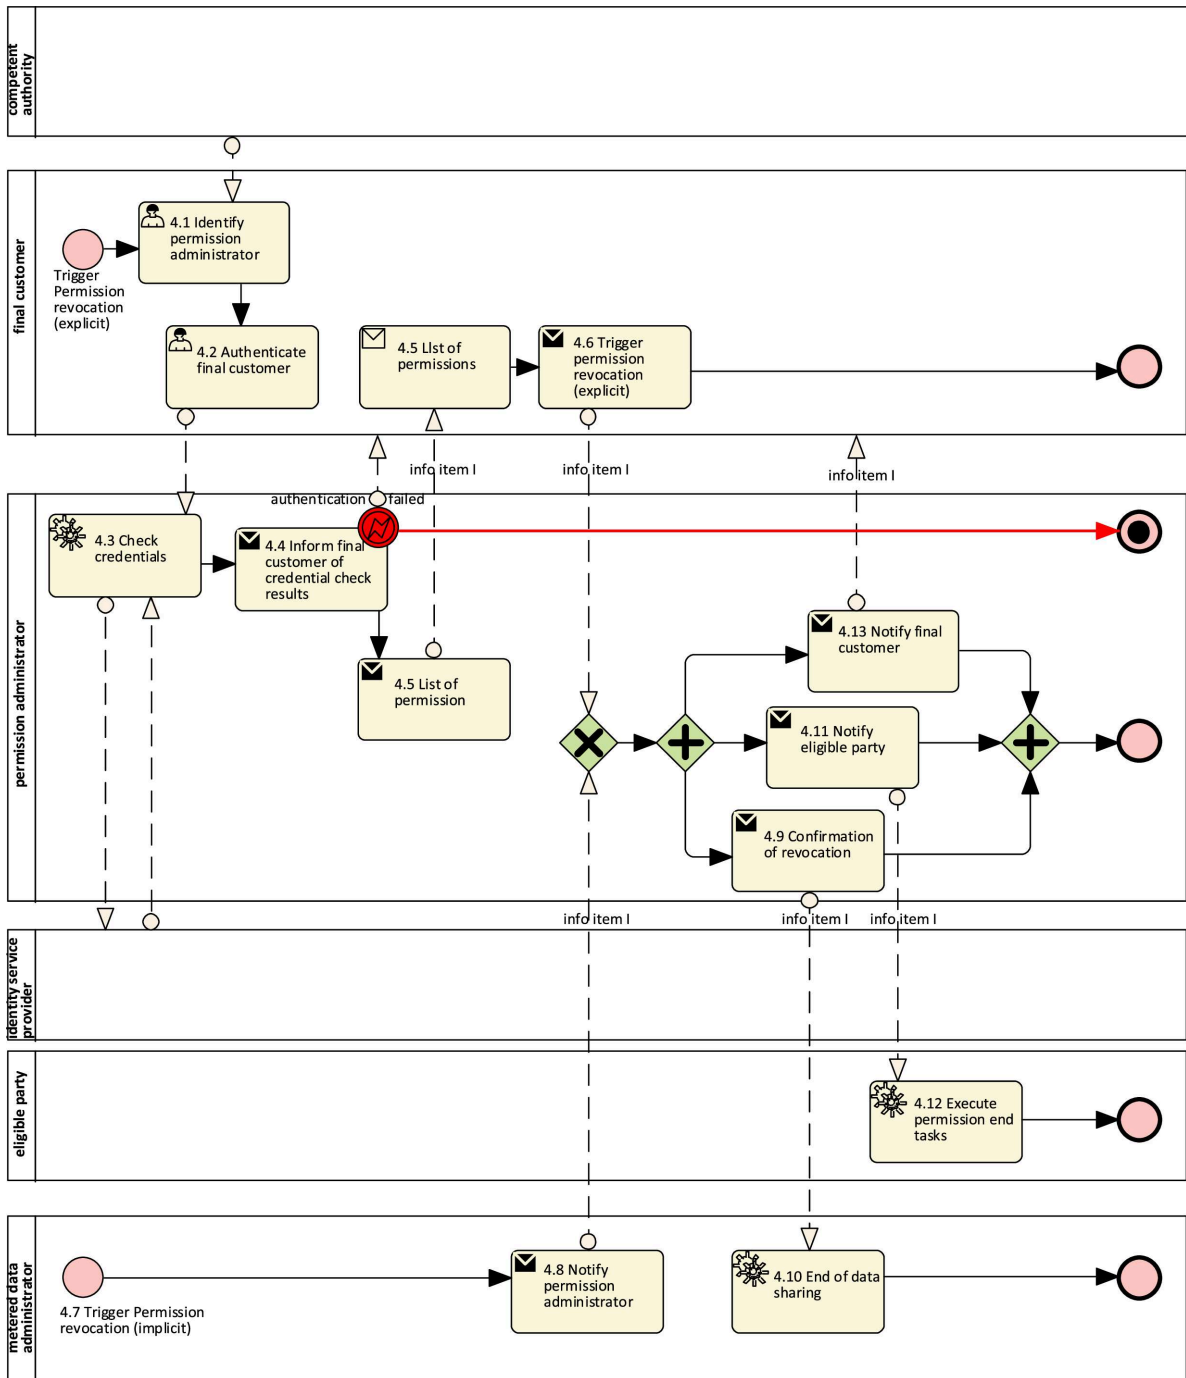 competent
authority
final customer
4.1 Identify
permission
administrator
Trigger
Permission
revocation
(explicit)
4.2 Authenticate
final customer
4.5 LIst of
permissions
4.6 Trigger
permission
revocation
(explicit)
info item I
info item I
info item I
permission administrator
authentication failed
4.3 Check
credentials
4.4 Inform final
customer of
credential check
results
4.5 List of
permission
4.13 Notify final
customer
4.11 Notify
eligible party
4.9 Confirmation
of revocation
info item I
info item I
info item I
identity service
provider
eligible party
4.12 Execute
permission end
tasks
metered data
administrator
4.7 Trigger Permission
revocation (implicit)
4.8 Notify
permission
administrator
4.10 End of data
sharing